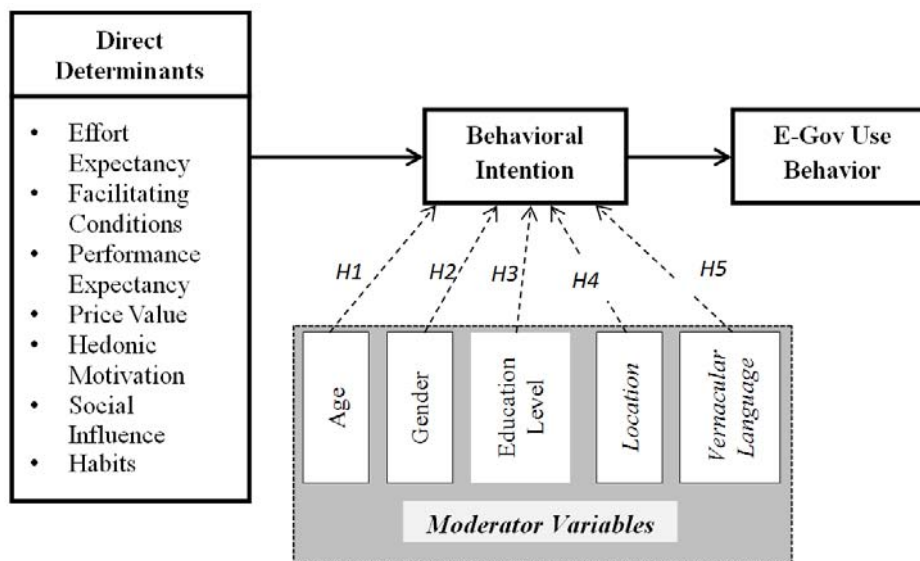 Direct
Determinants
• Effort
Expectancy
• Facilitating
Conditions
• Performance
Expectancy
• Price Value
• Hedonic
Motivation
• Social
Influence
• Habits
Behavioral
Intention
E-Gov Use
Behavior
H1
H2
H3
H4
H5
Age
Gender
Education
Level
Location
Vernacular
Language
Moderator Variables